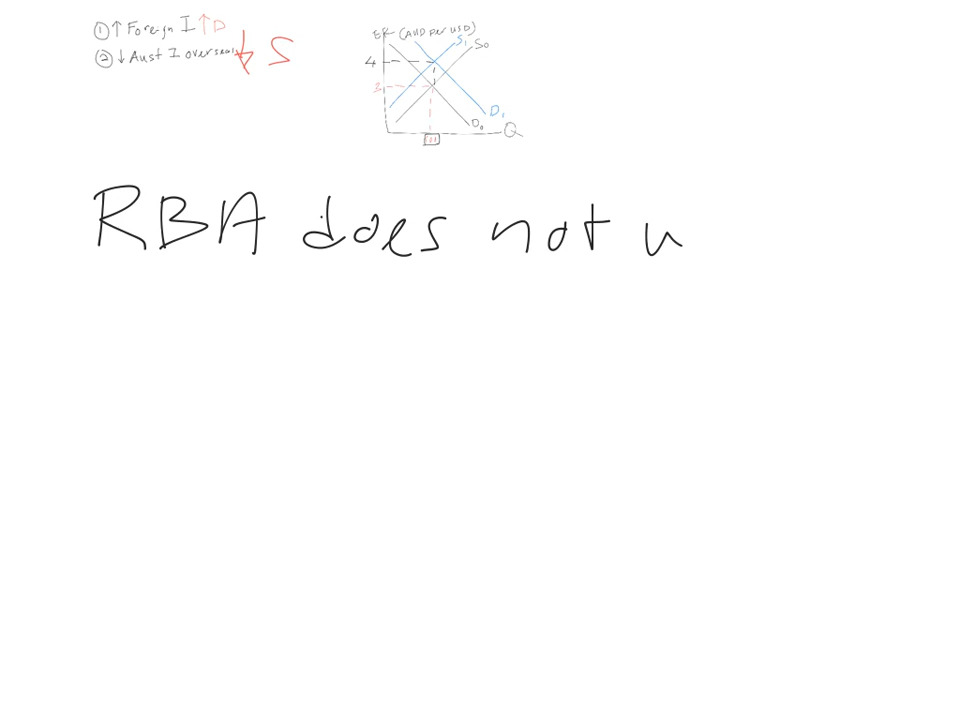 ① ↑ Foreign I ↑ D
② ↓ Aust I overseas ↓ S
ER (AUD per USD)
S₁ S₀
4
3
D₁
D₀ Q
RBA does not